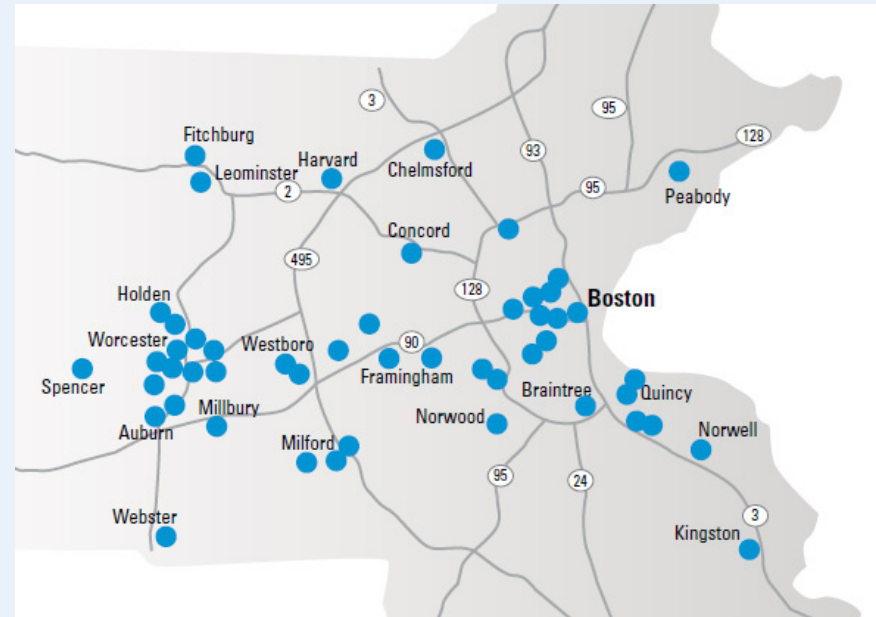 3
95
128
93
Fitchburg
Leominster
Harvard
Chelmsford
2
95
Peabody
Concord
495
128
Holden
Boston
Worcester
Westboro
90
Spencer
Framingham
Braintree
Quincy
Auburn
Millbury
Norwood
Norwell
Milford
95
24
Webster
3
Kingston